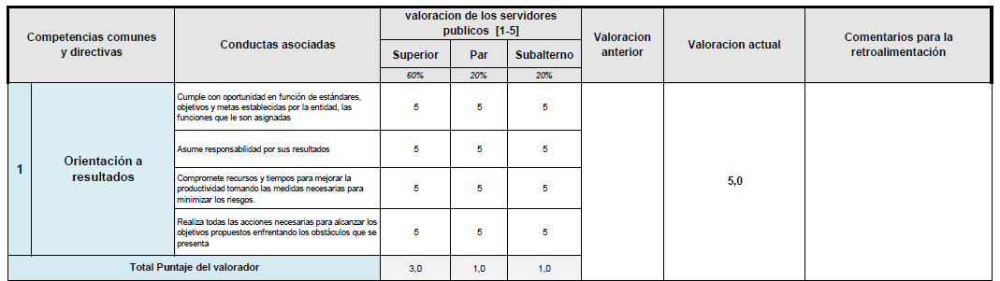 Competencias comunes
y directivas
Conductas asociadas
valoracion de los servidores
publicos [1-5]
Superior
Par
Subalterno
60%
20%
20%
Valoracion
anterior
Valoracion actual
Comentarios para la
retroalimentación
1
Orientación a
resultados
Cumple con oportunidad en función de estándares,
objetivos y metas establecidas por la entidad, las
funciones que le son asignadas
5 5 5
Asume responsabilidad por sus resultados
5 5 5
Compromete recursos y tiempos para mejorar la
productividad tomando las medidas necesarias para
minimizar los riesgos.
5 5 5
Realiza todas las acciones necesarias para alcanzar los
objetivos propuestos enfrentando los obstáculos que se
presenta
5 5 5
5,0
Total Puntaje del valorador
3,0 1,0 1,0